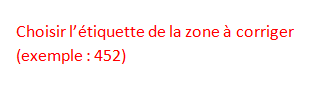 Choisir l’étiquette de la zone à corriger
(exemple : 452)